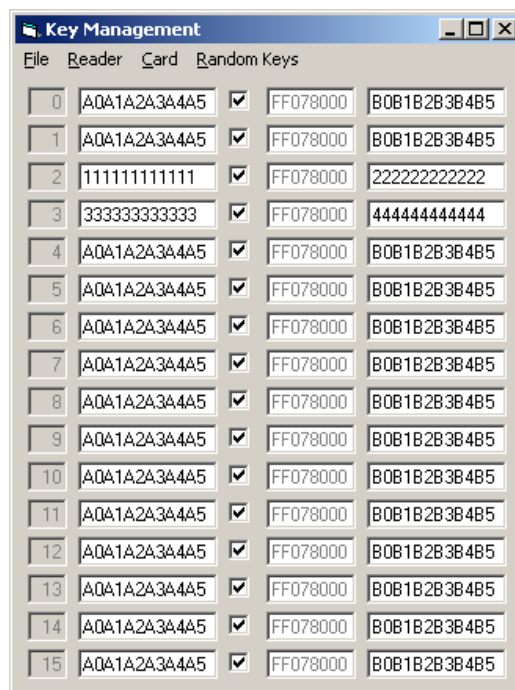 Key Management
File Reader Card Random Keys
0 A0A1A2A3A4A5 FF078000 B0B1B2B3B4B5
1 A0A1A2A3A4A5 FF078000 B0B1B2B3B4B5
2 111111111111 FF078000 222222222222
3 333333333333 FF078000 444444444444
4 A0A1A2A3A4A5 FF078000 B0B1B2B3B4B5
5 A0A1A2A3A4A5 FF078000 B0B1B2B3B4B5
6 A0A1A2A3A4A5 FF078000 B0B1B2B3B4B5
7 A0A1A2A3A4A5 FF078000 B0B1B2B3B4B5
8 A0A1A2A3A4A5 FF078000 B0B1B2B3B4B5
9 A0A1A2A3A4A5 FF078000 B0B1B2B3B4B5
10 A0A1A2A3A4A5 FF078000 B0B1B2B3B4B5
11 A0A1A2A3A4A5 FF078000 B0B1B2B3B4B5
12 A0A1A2A3A4A5 FF078000 B0B1B2B3B4B5
13 A0A1A2A3A4A5 FF078000 B0B1B2B3B4B5
14 A0A1A2A3A4A5 FF078000 B0B1B2B3B4B5
15 A0A1A2A3A4A5 FF078000 B0B1B2B3B4B5